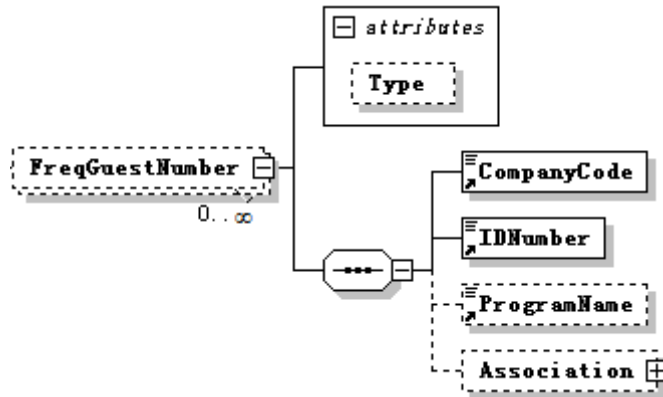 attributes
Type
FreqGuestNumber
0..∞
CompanyCode
IDNumber
ProgramName
Association